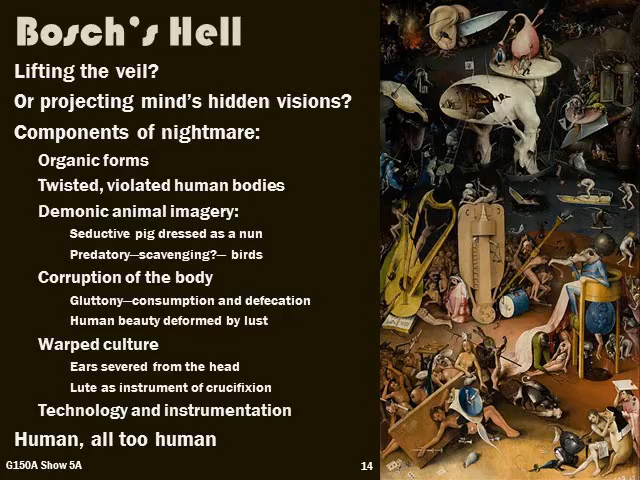 Bosch's Hell
Lifting the veil?
Or projecting mind's hidden visions?
Components of nightmare:
Organic forms
Twisted, violated human bodies
Demonic animal imagery:
Seductive pig dressed as a nun
Predatory—scavenging?— birds
Corruption of the body
Gluttony—consumption and defecation
Human beauty deformed by lust
Warped culture
Ears severed from the head
Lute as instrument of crucifixion
Technology and instrumentation
Human, all too human
G150A Show 5A
14